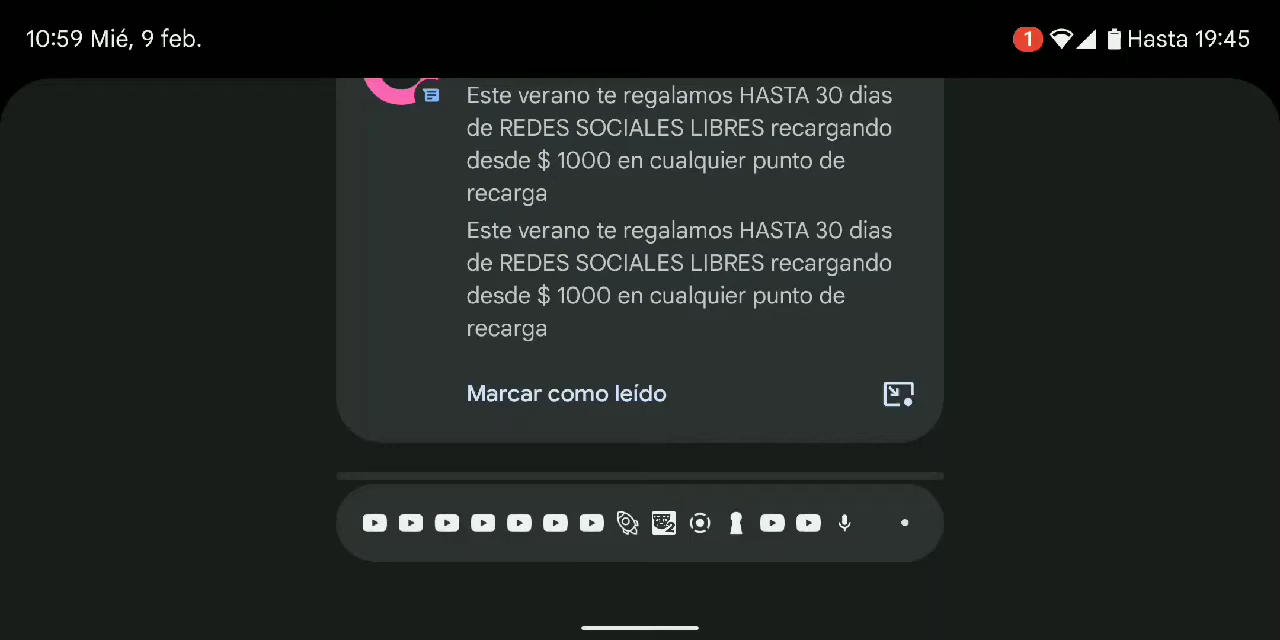 10:59 Mié, 9 feb.
1
Hasta 19:45
Este verano te regalamos HASTA 30 dias
de REDES SOCIALES LIBRES recargando
desde $ 1000 en cualquier punto de
recarga
Este verano te regalamos HASTA 30 dias
de REDES SOCIALES LIBRES recargando
desde $ 1000 en cualquier punto de
recarga
Marcar como leído